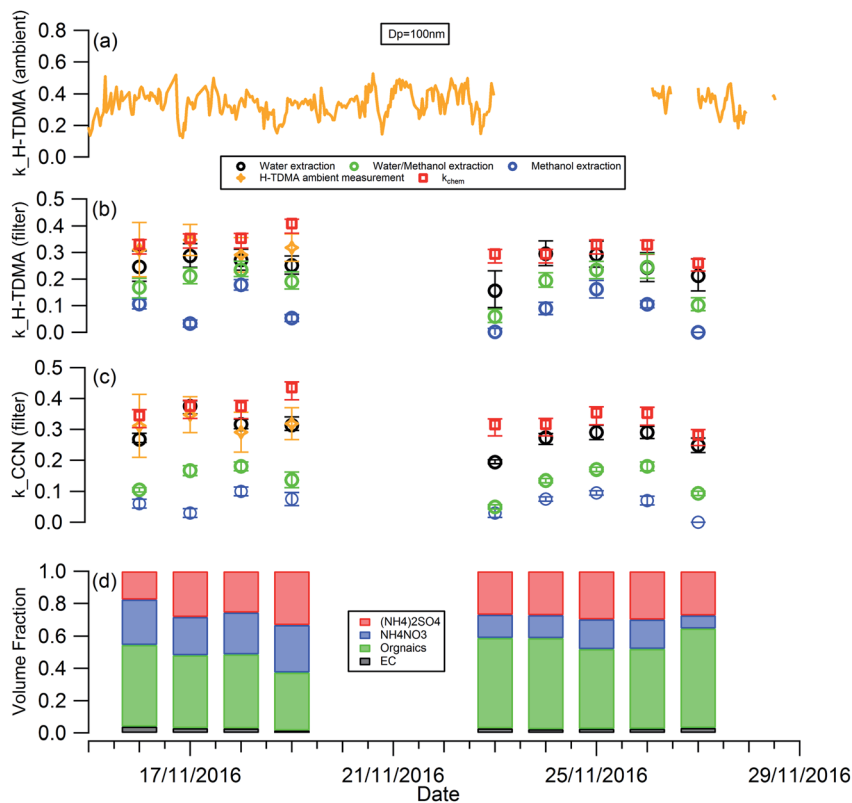 (a)
Dp=100nm
k_H-TDMA (ambient)
0.8
0.6
0.4
0.2
0.0
Water extraction Water/Methanol extraction Methanol extraction
H-TDMA ambient measurement kchem
(b)
k_H-TDMA (filter)
0.5
0.4
0.3
0.2
0.1
0.0
(c)
k_CCN (filter)
0.5
0.4
0.3
0.2
0.1
0.0
(d)
Volume Fraction
1.0
0.8
0.6
0.4
0.2
0.0
(NH4)2SO4
NH4NO3
Orgnaics
EC
17/11/2016 21/11/2016 25/11/2016 29/11/2016
Date